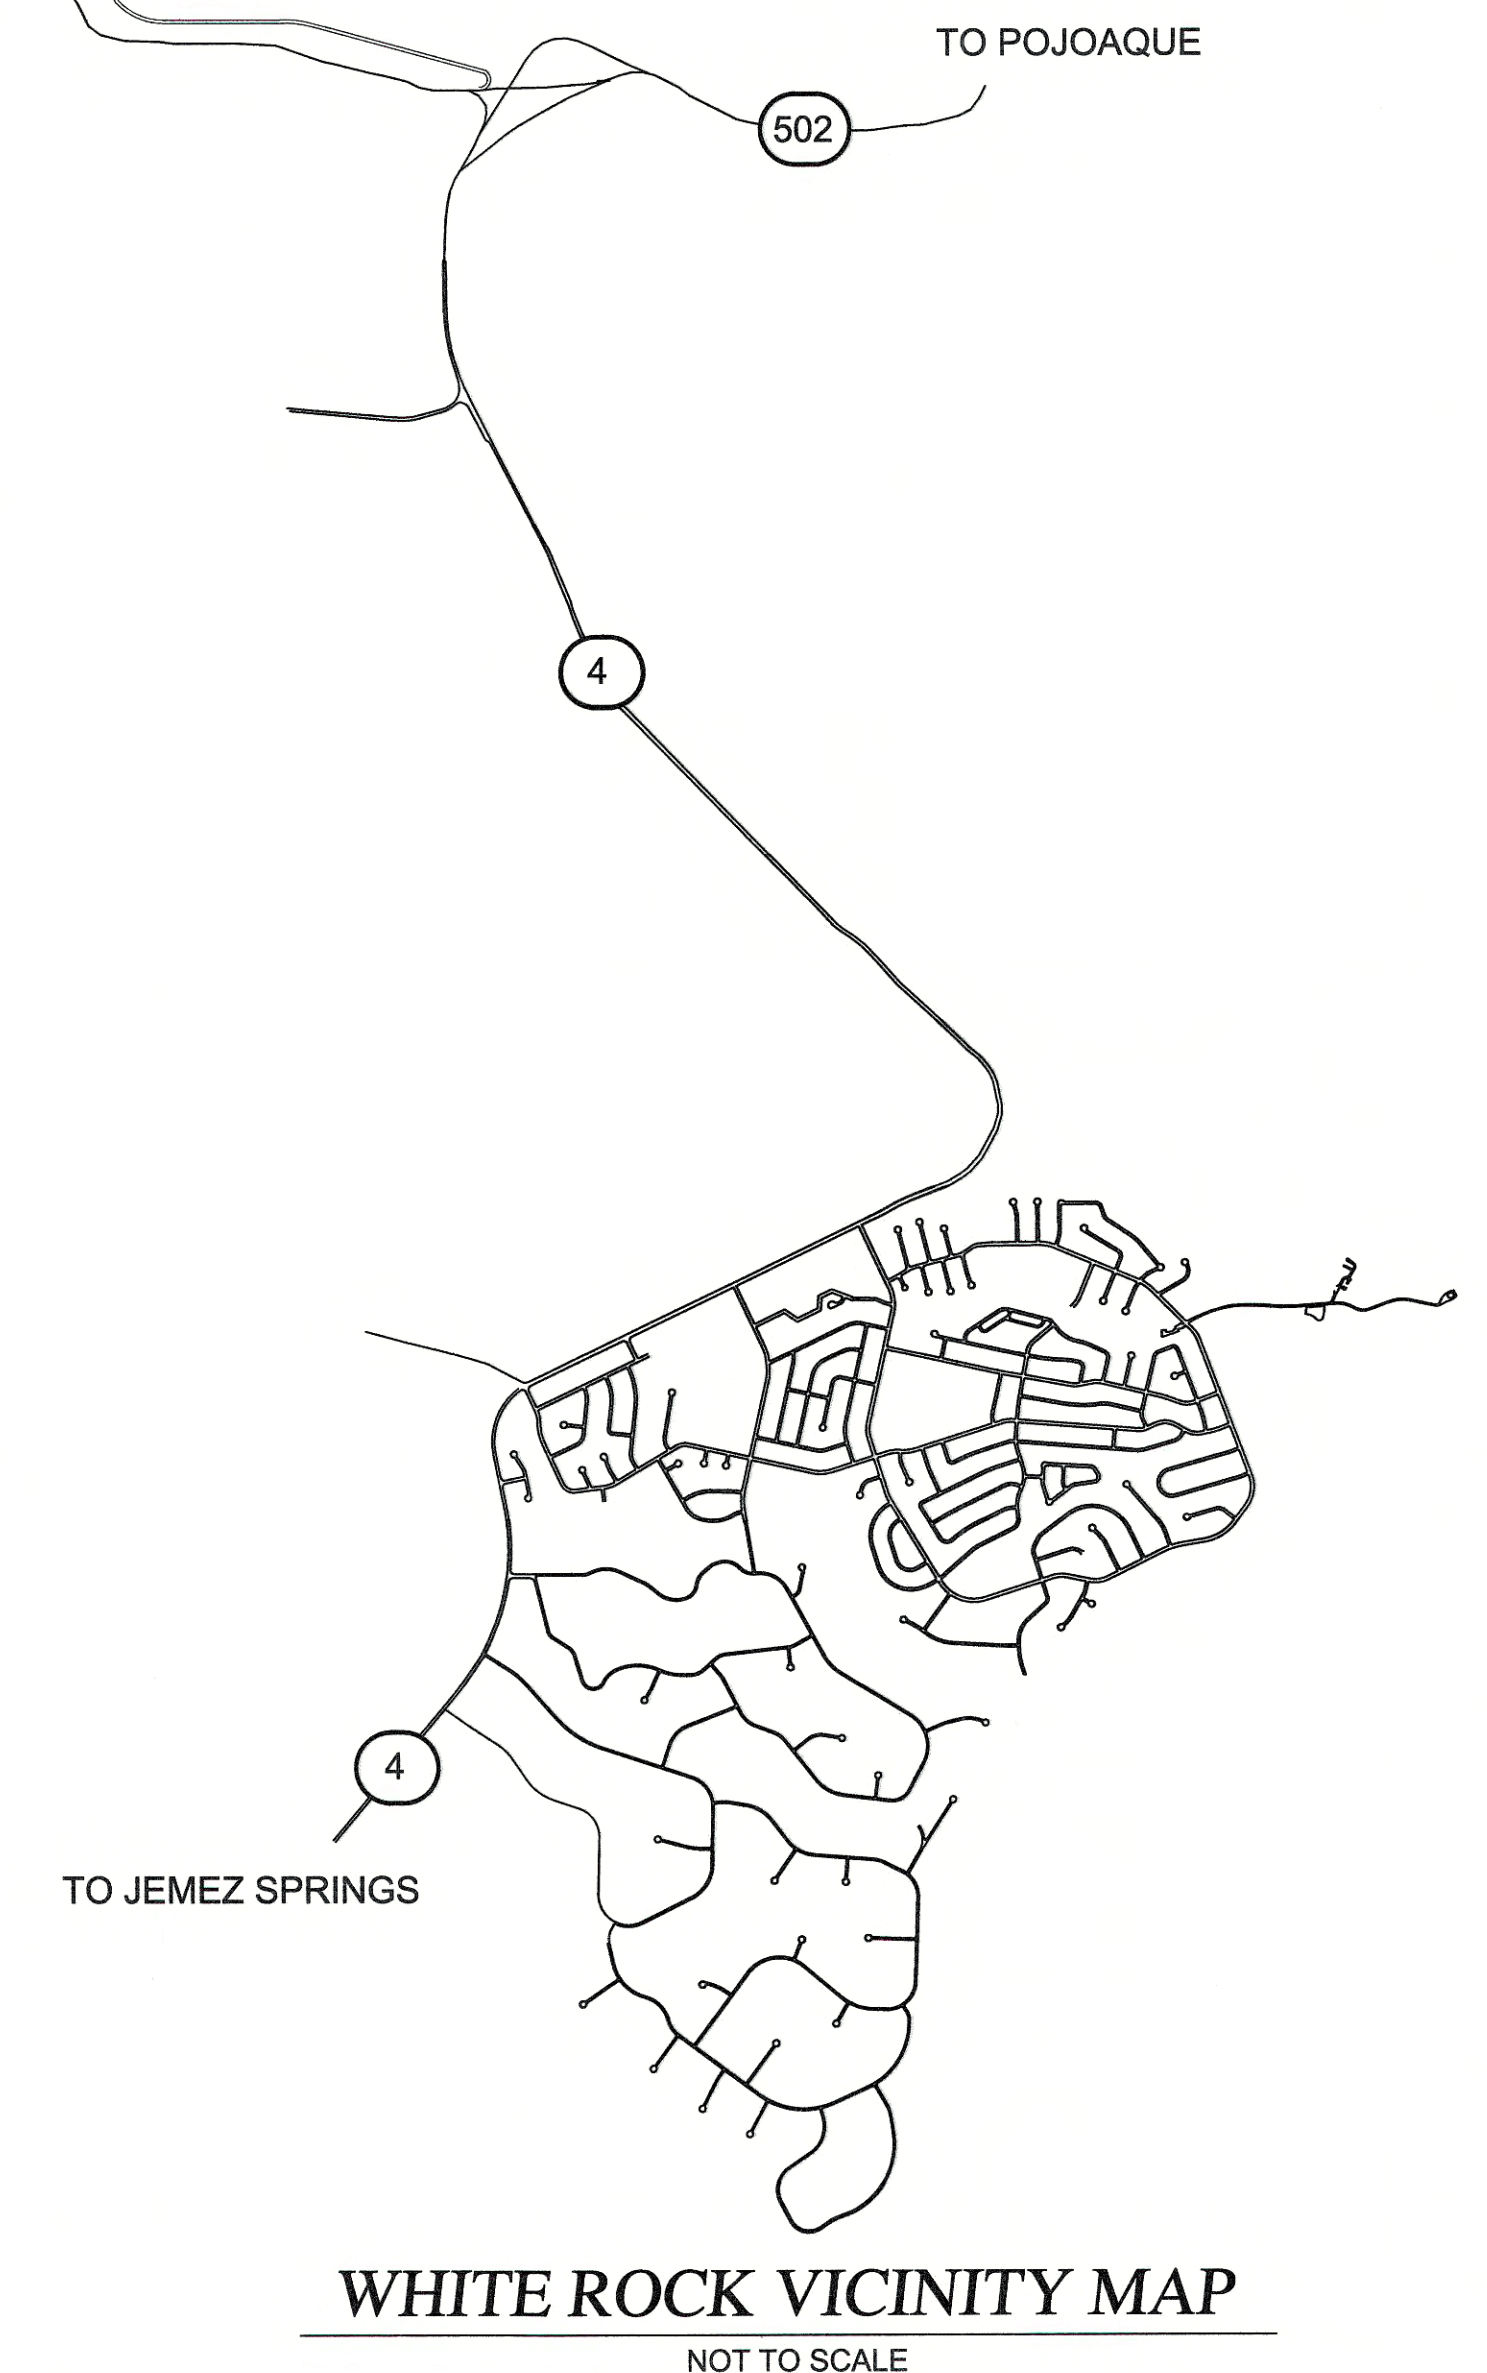 TO POJOAQUE
502
4
4
TO JEMEZ SPRINGS
WHITE ROCK VICINITY MAP
NOT TO SCALE